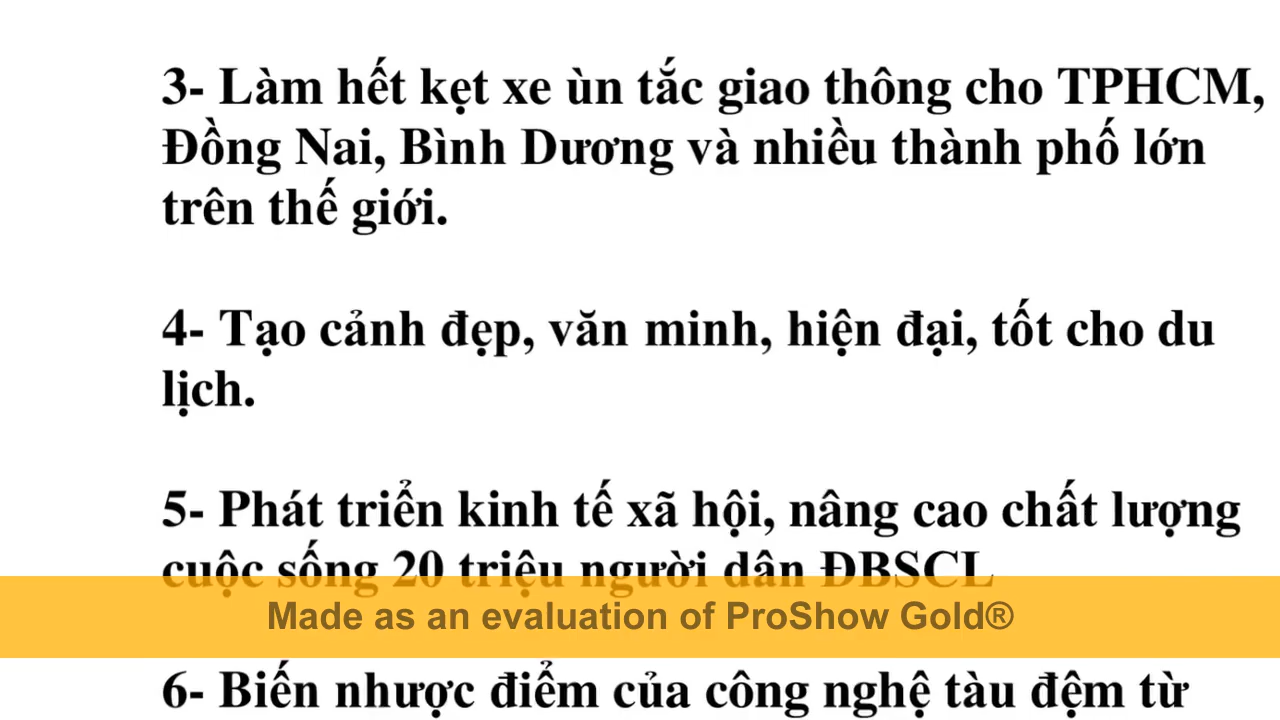 3- Làm hết kẹt xe ùn tắc giao thông cho TPHCM,
Đồng Nai, Bình Dương và nhiều thành phố lớn
trên thế giới.
4- Tạo cảnh đẹp, văn minh, hiện đại, tốt cho du
lịch.
5- Phát triển kinh tế xã hội, nâng cao chất lượng
cuộc sống 20 triệu người dân ĐBSCL
Made as an evaluation of ProShow Gold®
6- Biến nhược điểm của công nghệ tàu đệm từ